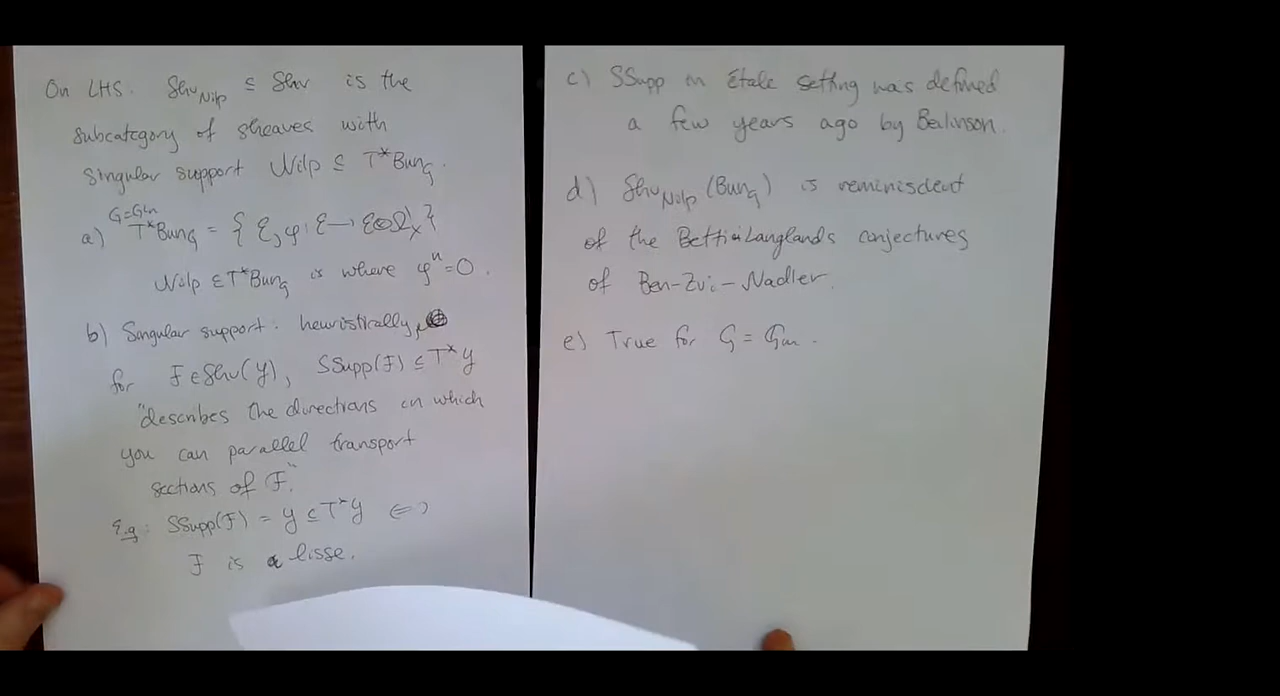 On LHS. Shv_Nilp ⊆ Shv is the
subcategory of sheaves with
singular support Nilp ⊆ T*Bun_G.
G=GLn
a) T*Bun_G = { ℰ, φ: ℰ → ℰ⊗Ω¹_X }
Nilp ⊆ T*Bun_G is where φⁿ=0.
b) Singular support: heuristically,
for F ∈ Shv(Y), SSupp(F) ⊆ T*Y
"describes the directions in which
you can parallel transport
sections of F."
E.g: SSupp(F) = Y ⊆ T*Y ⇔
F is lisse.
c) SSupp in étale setting was defined
a few years ago by Beilinson.
d) Shv_Nilp (Bun_G) is reminiscent
of the Betti Langlands conjectures
of Ben-Zvi-Nadler.
e) True for G = 𝔾m.